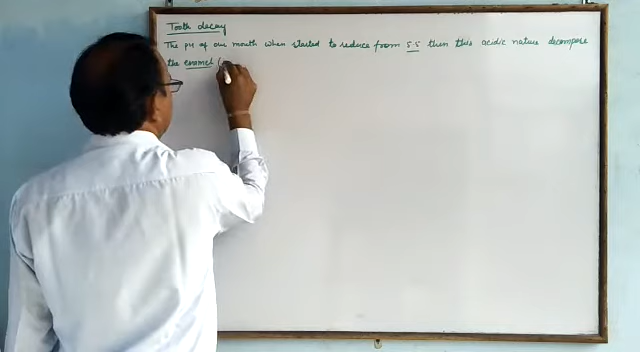 Tooth decay
The pH of our mouth when started to reduce from 5.5 then this acidic nature decompose
the enamel (